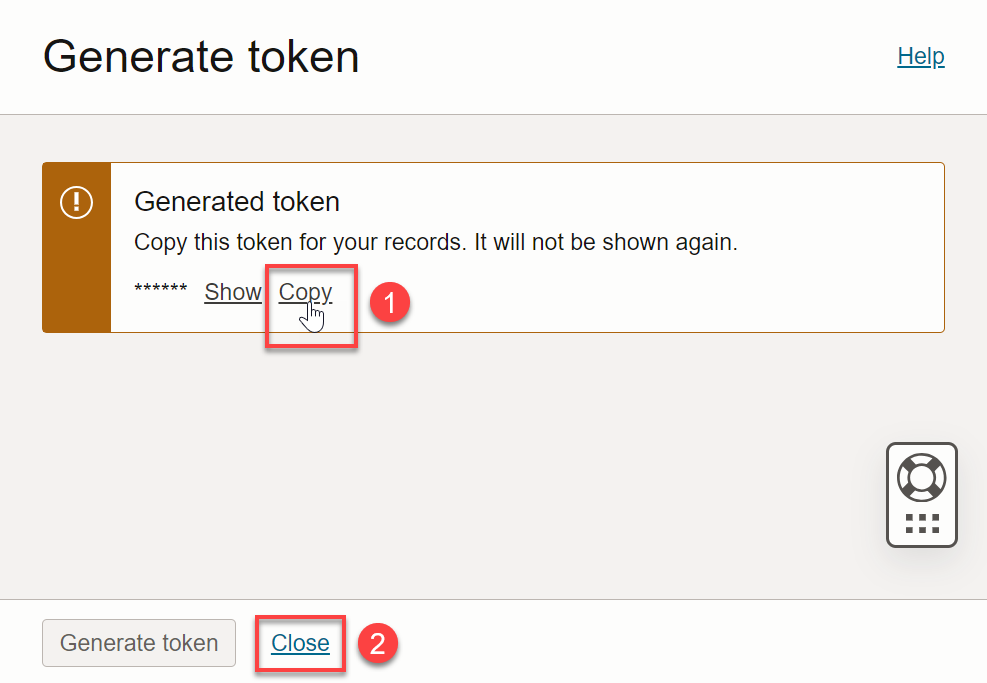 Generate token
Help
Generated token
Copy this token for your records. It will not be shown again.
****** Show Copy
1
Generate token
Close
2